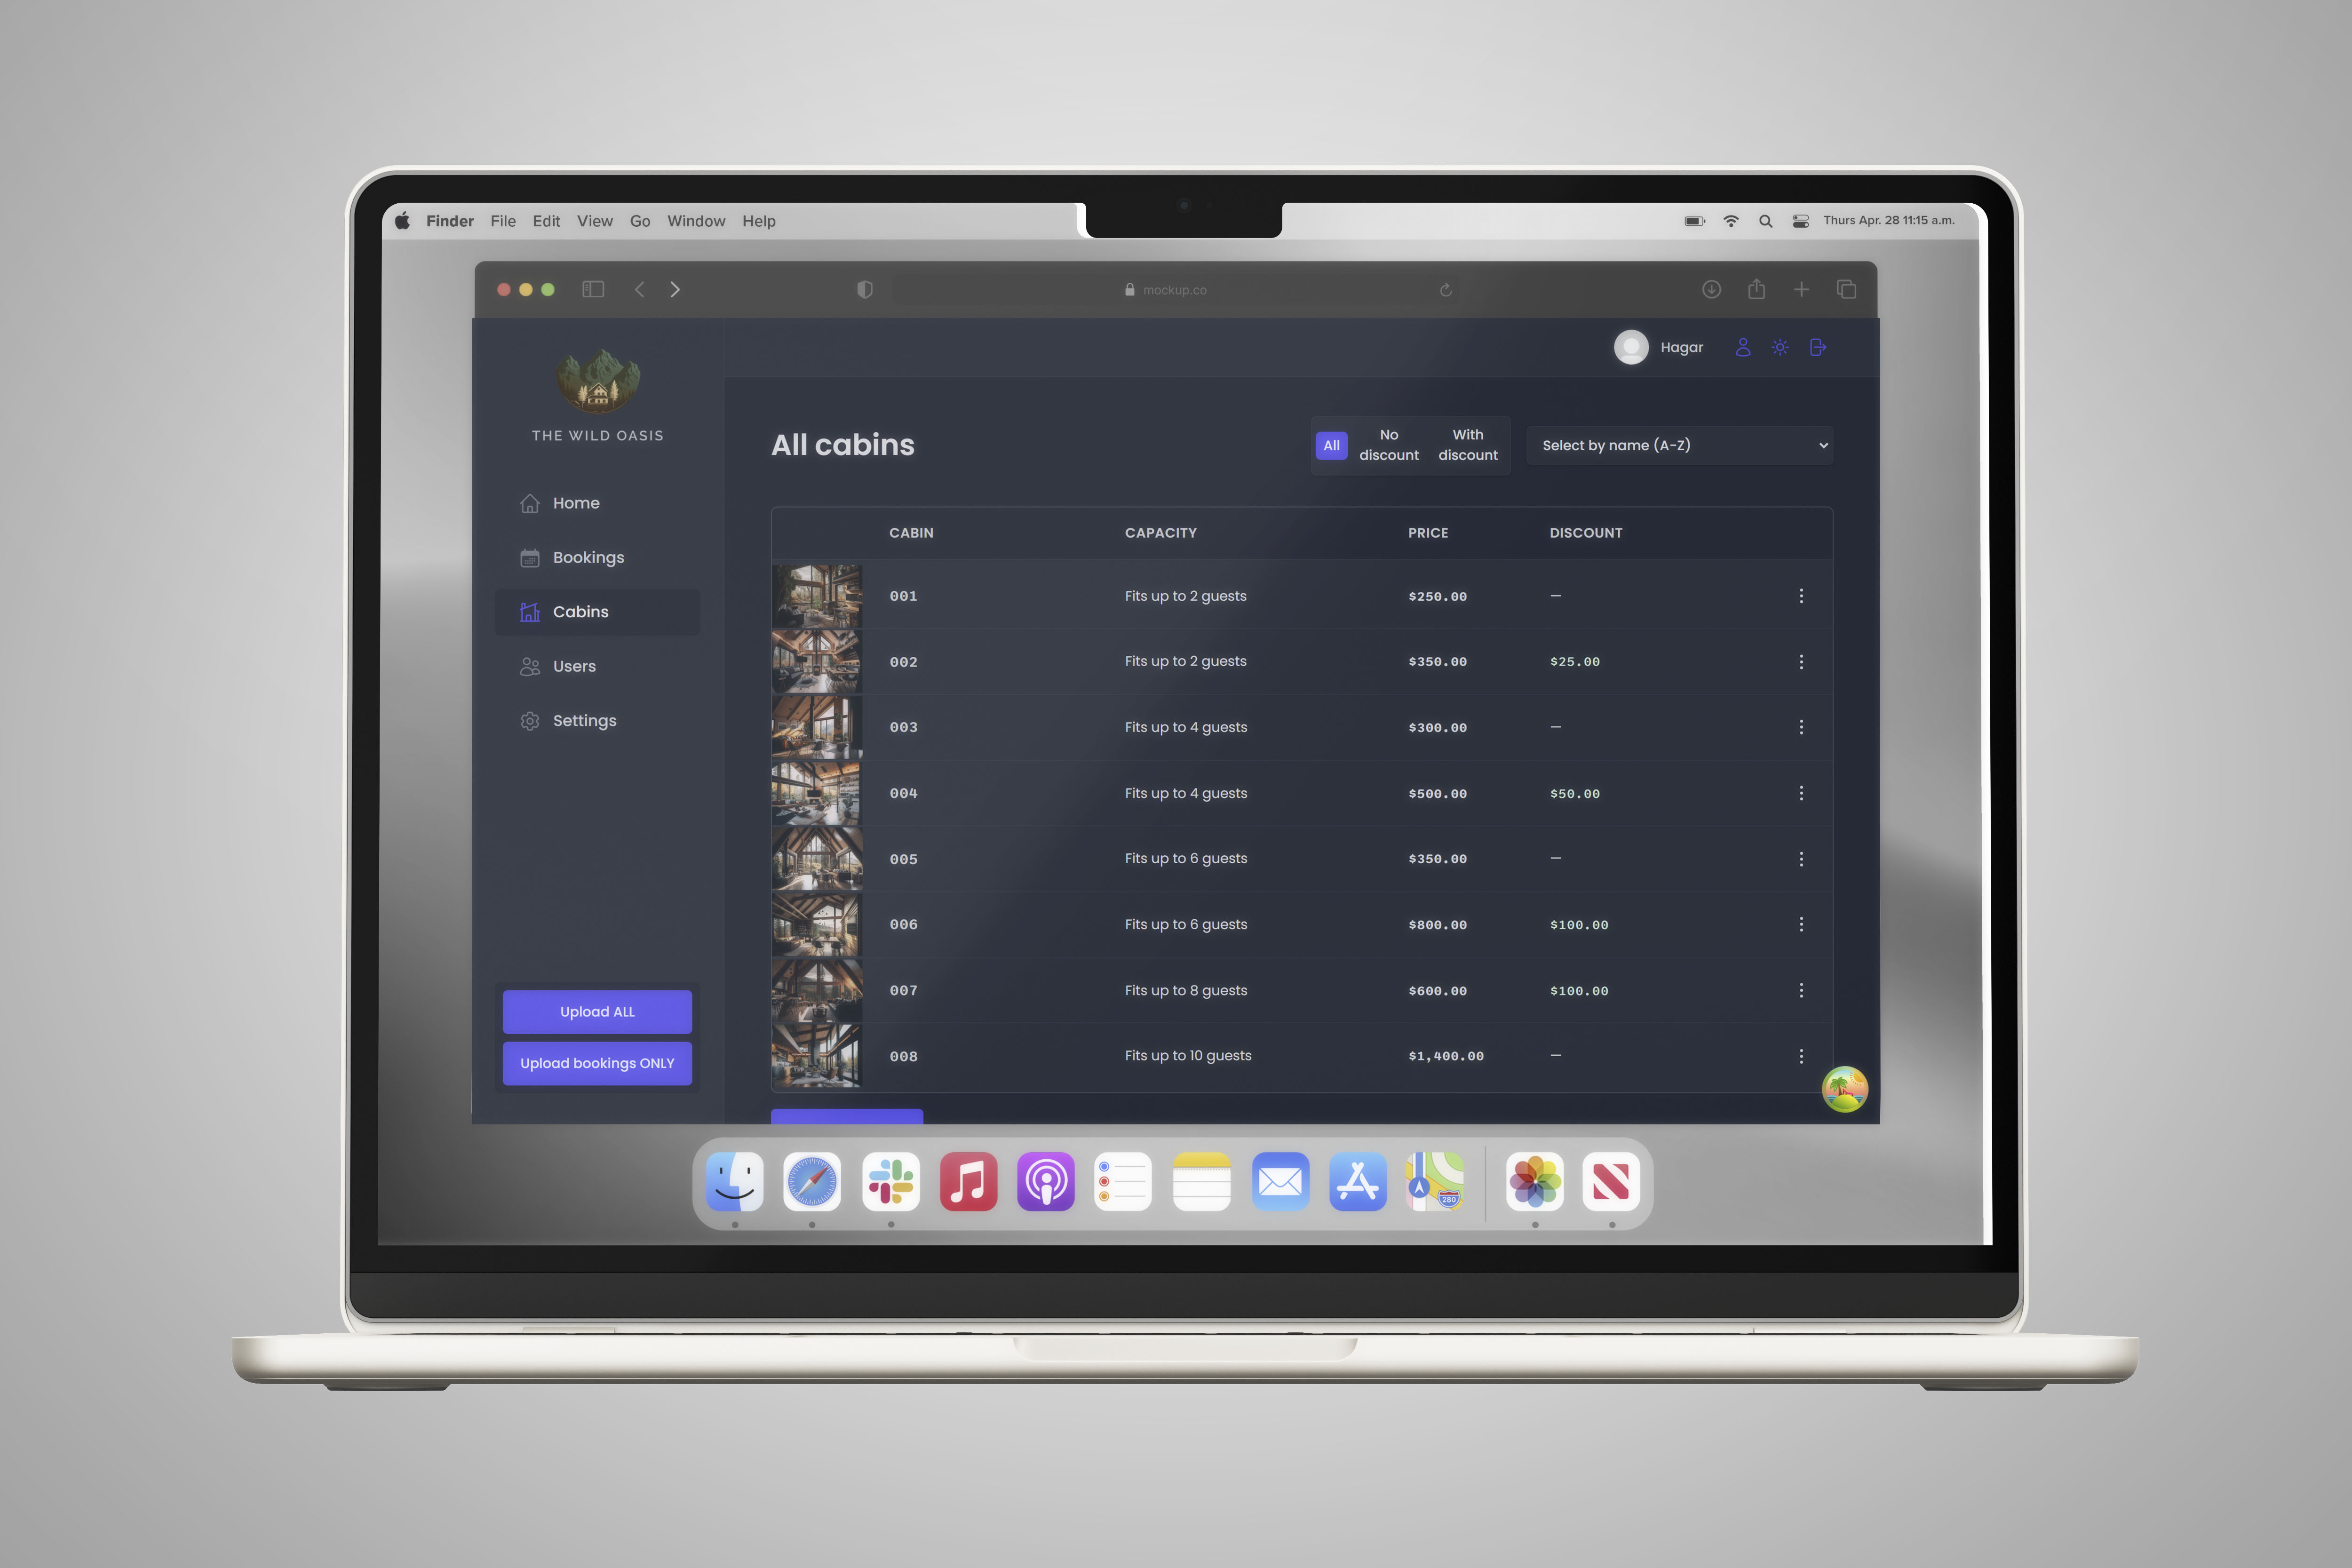 Finder File Edit View Go Window Help
Thurs Apr. 28 11:15 a.m.
mockup.co
Hagar
THE WILD OASIS
Home
Bookings
Cabins
Users
Settings
Upload ALL
Upload bookings ONLY
All cabins
All
No discount
With discount
Select by name (A-Z)
CABIN CAPACITY PRICE DISCOUNT
001 Fits up to 2 guests $250.00 —
002 Fits up to 2 guests $350.00 $25.00
003 Fits up to 4 guests $300.00 —
004 Fits up to 4 guests $500.00 $50.00
005 Fits up to 6 guests $350.00 —
006 Fits up to 6 guests $800.00 $100.00
007 Fits up to 8 guests $600.00 $100.00
008 Fits up to 10 guests $1,400.00 —
280